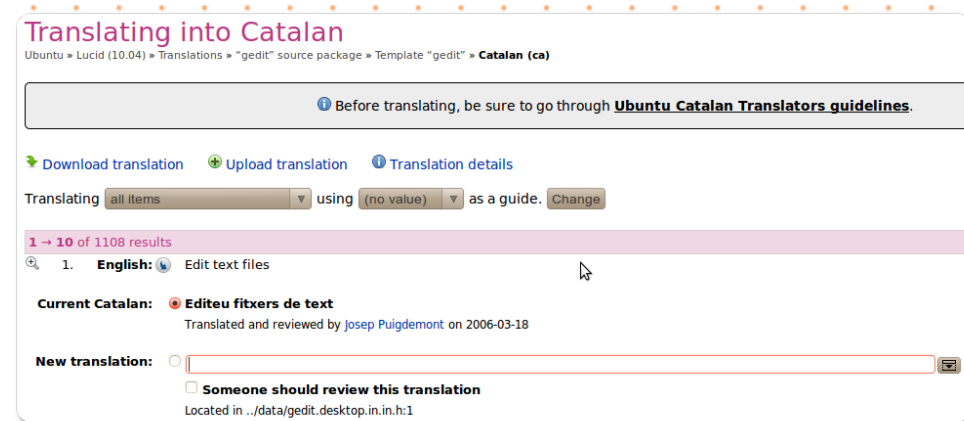 Translating into Catalan
Ubuntu » Lucid (10.04) » Translations » “gedit” source package » Template “gedit” » Catalan (ca)
Before translating, be sure to go through Ubuntu Catalan Translators guidelines.
Download translation Upload translation Translation details
Translating all items using (no value) as a guide. Change
1 → 10 of 1108 results
1. English: Edit text files
Current Catalan: Editeu fitxers de text
Translated and reviewed by Josep Puigdemont on 2006-03-18
New translation:
Someone should review this translation
Located in ../data/gedit.desktop.in.in.h:1